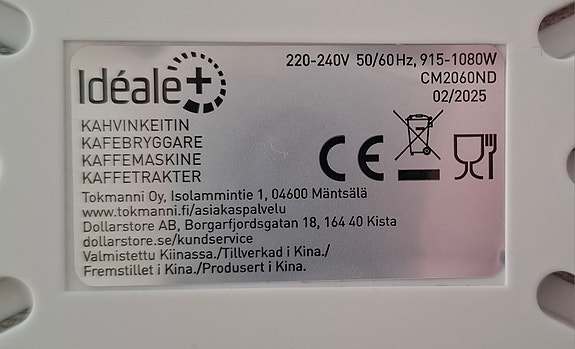 Idéale+
220-240V 50/60Hz, 915-1080W
CM2060ND
02/2025
KAHVINKEITIN
KAFEBRYGGARE
KAFFEMASKINE
KAFFETRAKTER
CE
Tokmanni Oy, Isolammintie 1, 04600 Mäntsälä
www.tokmanni.fi/asiakaspalvelu
Dollarstore AB, Borgarfjordsgatan 18, 164 40 Kista
dollarstore.se/kundservice
Valmistettu Kiinassa./Tillverkad i Kina./
Fremstillet i Kina./Produsert i Kina.